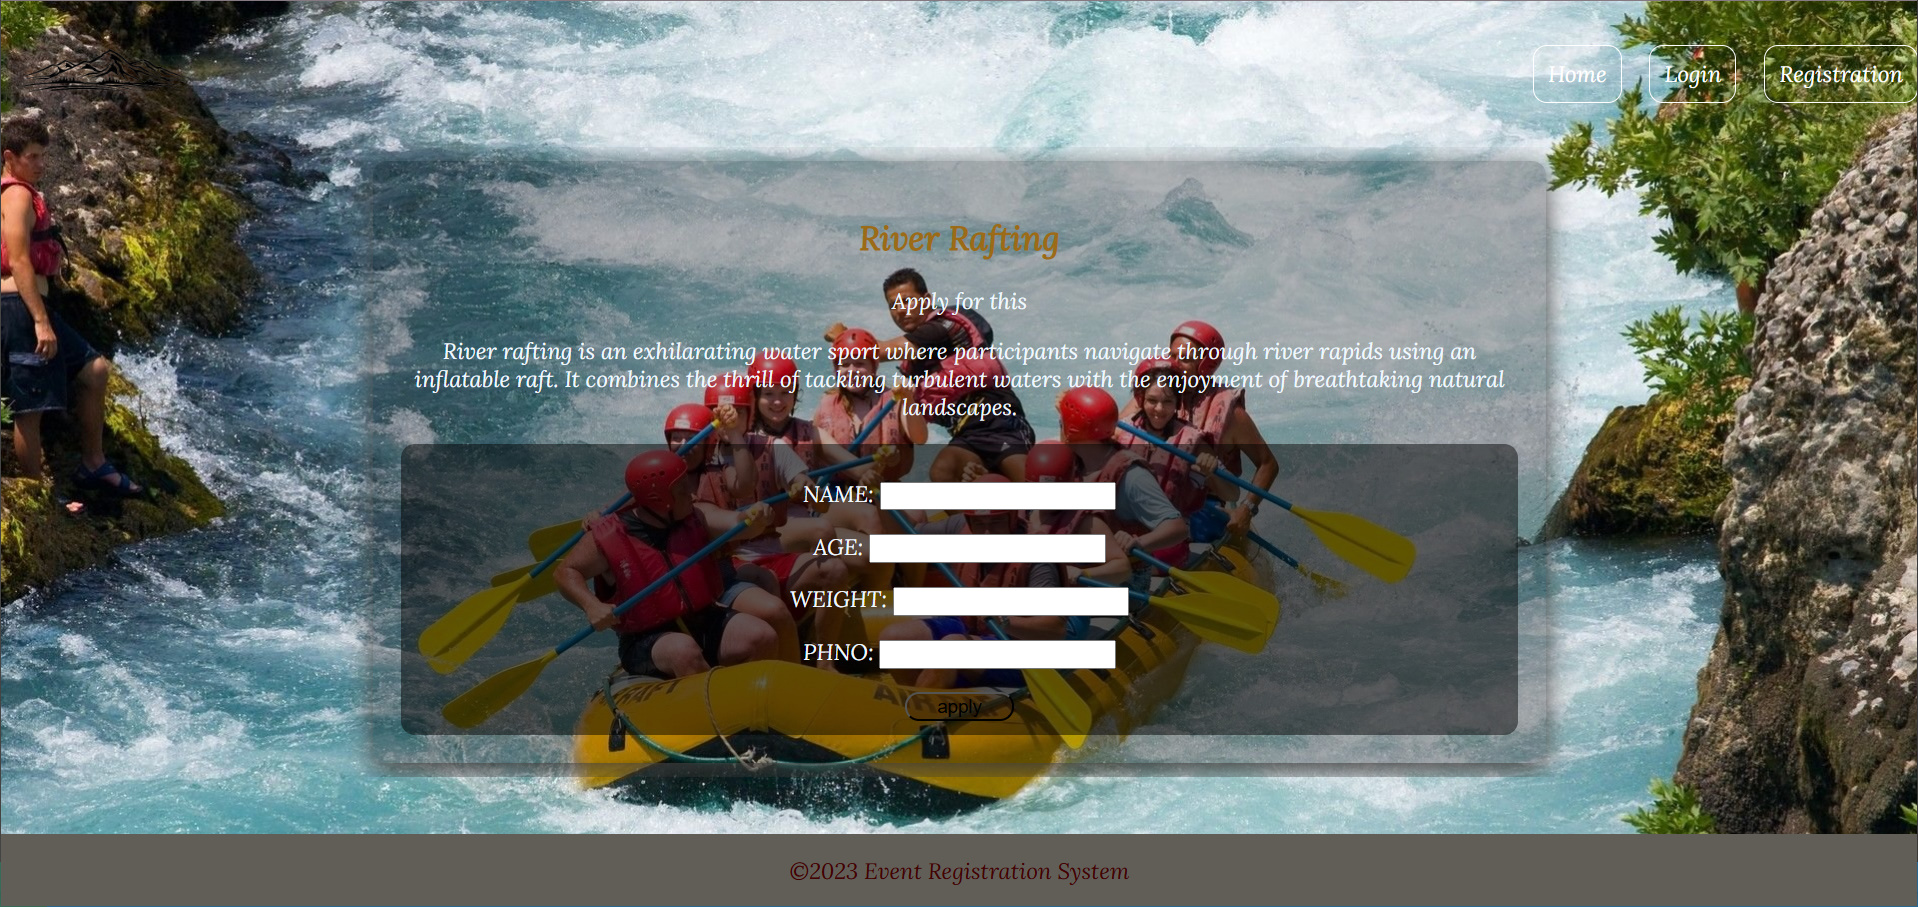 Home
Login
Registration
River Rafting
Apply for this
River rafting is an exhilarating water sport where participants navigate through river rapids using an
inflatable raft. It combines the thrill of tackling turbulent waters with the enjoyment of breathtaking natural
landscapes.
NAME:
AGE:
WEIGHT:
PHNO:
apply
©2023 Event Registration System